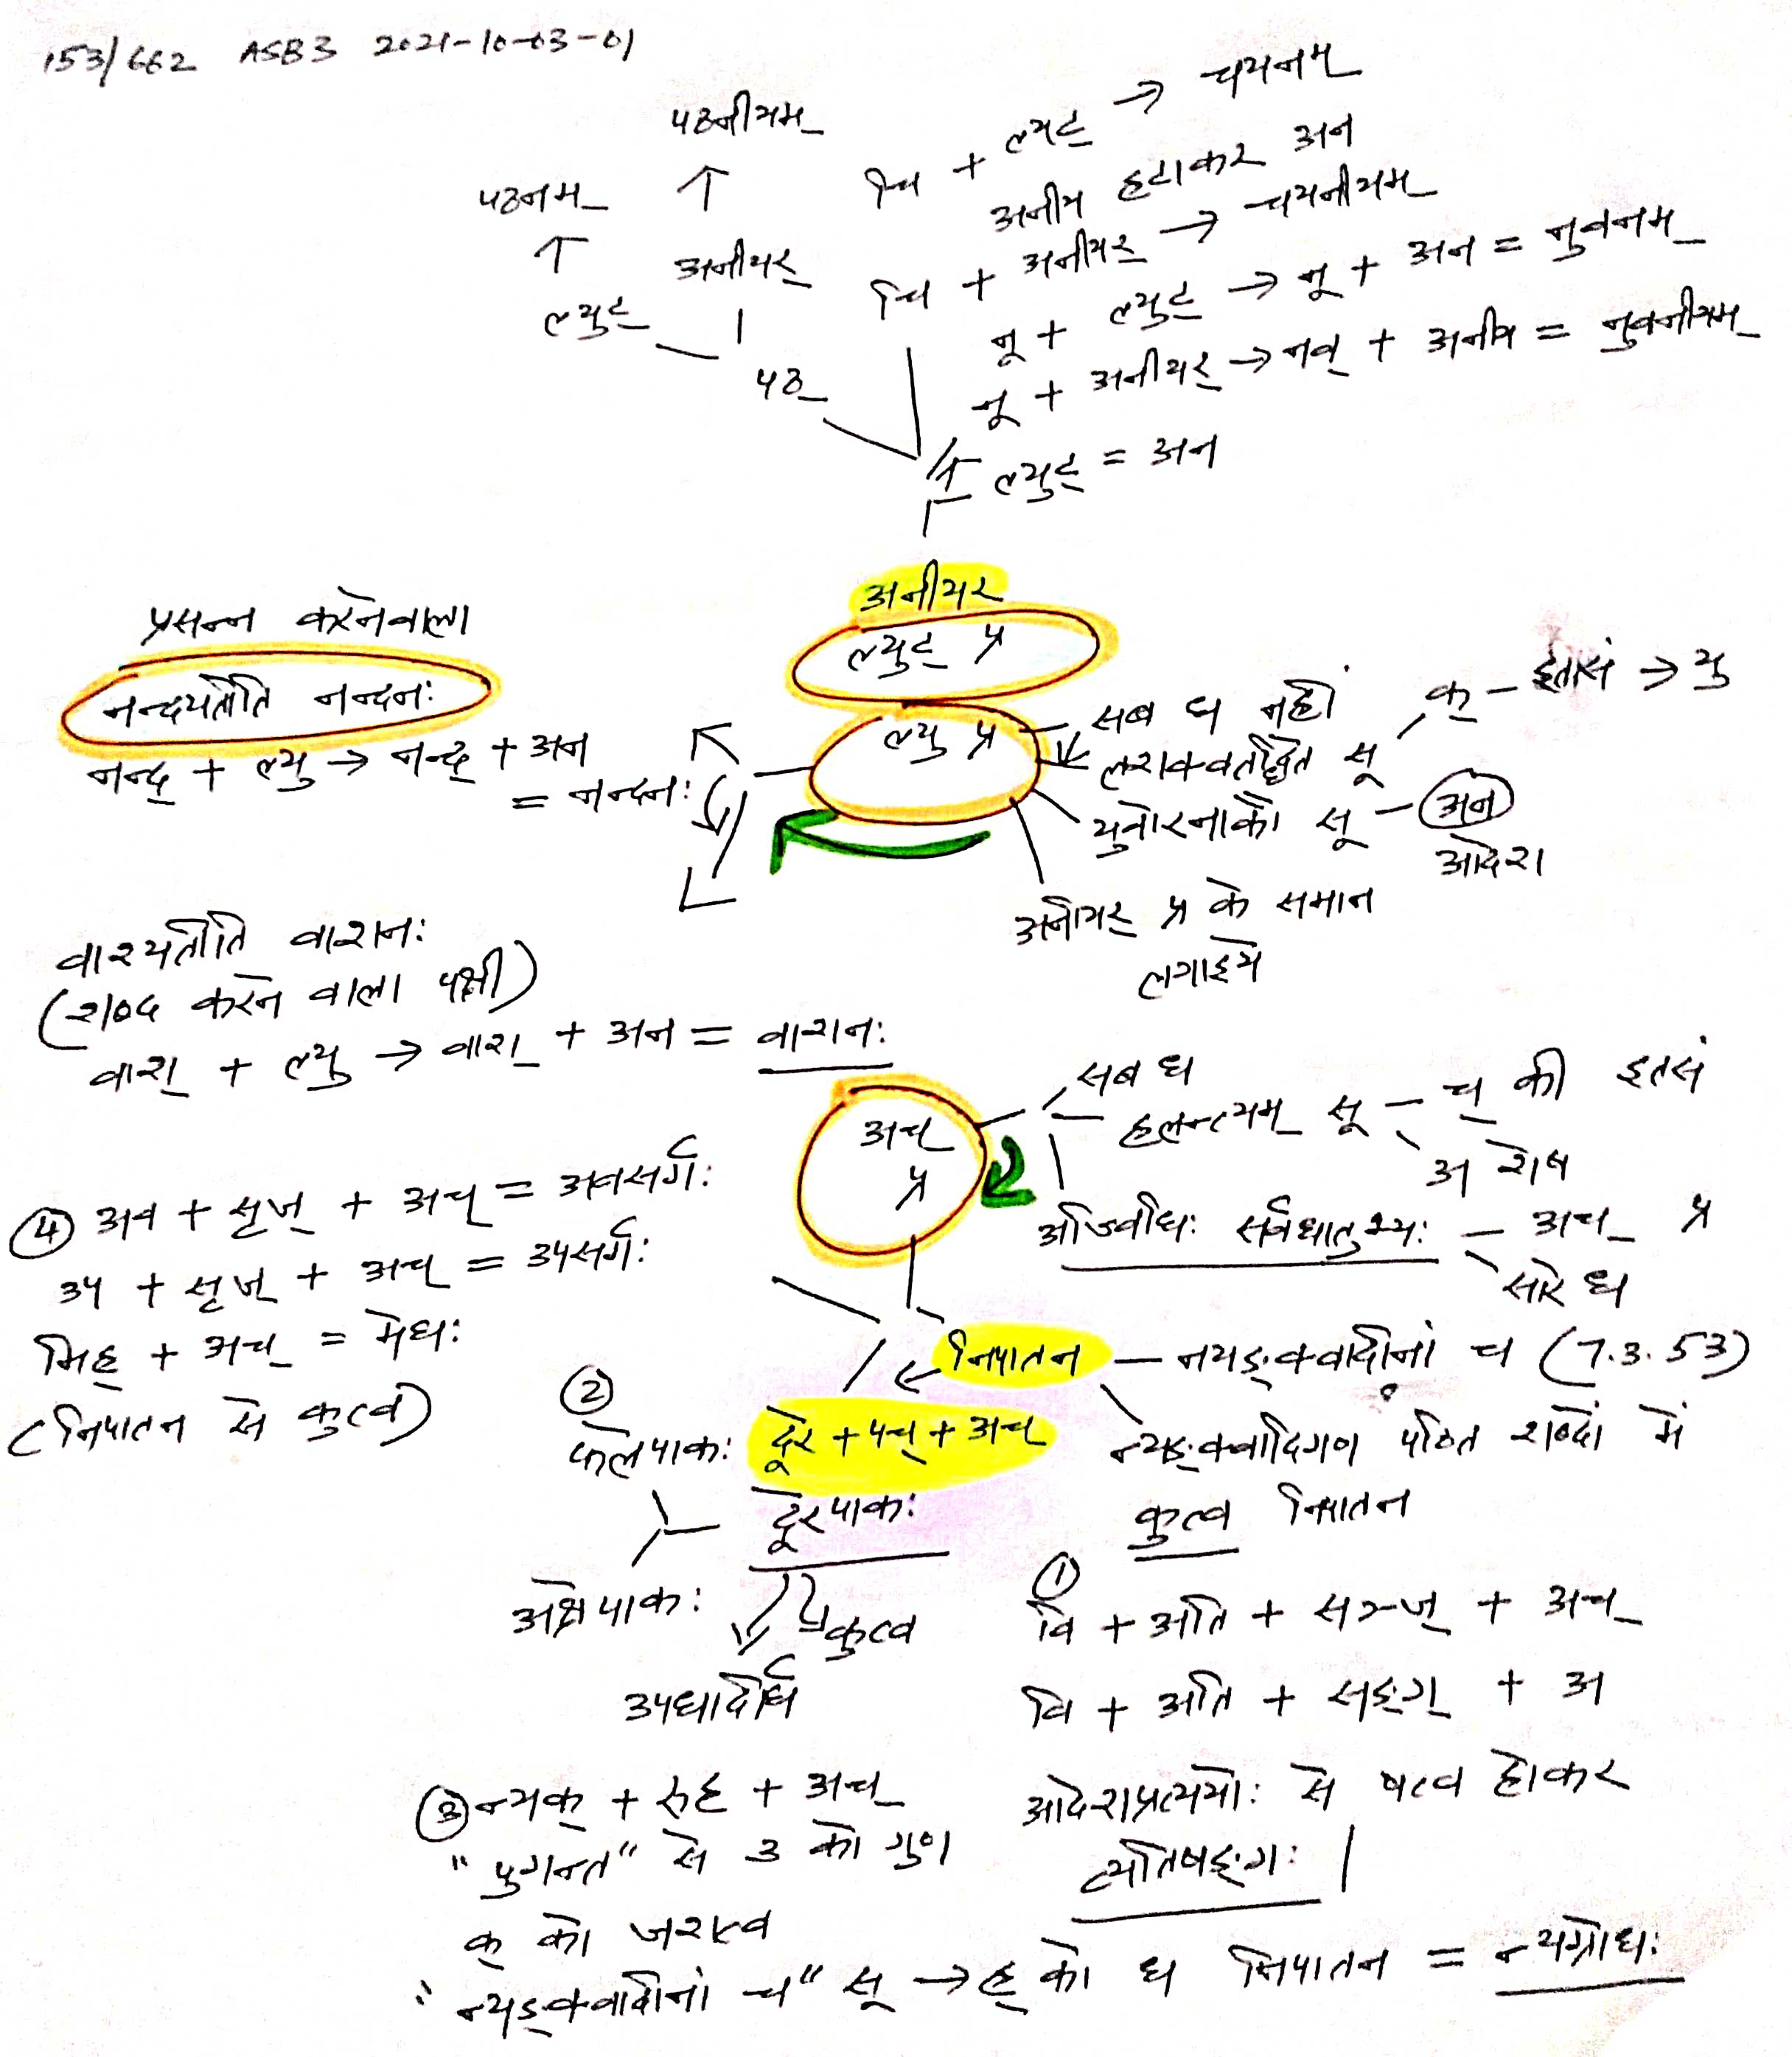 153/662 ASB3 2021-10-03-01
पठनीयम्
पठनम्
↑
↑
अनीयर्
ल्युट्
पठ्
चि + ल्युट् → चयनम्
अनीय हटाकर अन
चि + अनीयर् → चयनीयम्
नू + ल्युट् → नू + अन = नुवनम्
नू + अनीयर् → नव् + अनीय = नुवनीयम्
ल्युट् = अन
अनीयर
ल्युट् प्र
ल्यु प्र
प्रसन्न करनेवाला
नन्दयतीति नन्दनः
नन्द् + ल्यु → नन्द् + अन
= नन्दनः
सब ध नहीं
लशक्वतद्धिते सू
क् - इत्सं → यु
युवोरनाकौ सू - अन
आदेश
अनीयर् प्र के समान
लगाइये
वाश्यतीति वाशनः
(शब्द करने वाला पक्षी)
वाश् + ल्यु → वाश् + अन = वाशनः
अच्
प्र
सब ध
हलन्त्यम् सू - च् की इत्सं
अ शेष
अज्विधिः सर्वधातुभ्यः - अच् प्र
सारे ध
④ अव + सृज् + अच् = अवसर्गः
उप + सृज् + अच् = उपसर्गः
मिह् + अच् = मेघः
(निपातन से कुत्व)
निपातन - न्यङ्क्वादीनां च (7.3.53)
न्यङ्क्वादिगण पठित शब्दों में
कुत्व निपातन
②
फलेपाकः
दूरे + पच् + अच्
दूरेपाकः
क्षणेपाकः
कुत्व
उपधादीर्घ
①
वि + अति + सञ्ज् + अच्
वि + अति + सङ्ग् + अ
आदेशप्रत्यययोः से षत्व होकर
व्यतिषङ्गः |
③ न्यक् + रुह् + अच्
"पुगन्त" से उ को गुण
क् को जश्त्व
"न्यङ्क्वादीनां च" सू → ह् को ध निपातन = न्यग्रोधः